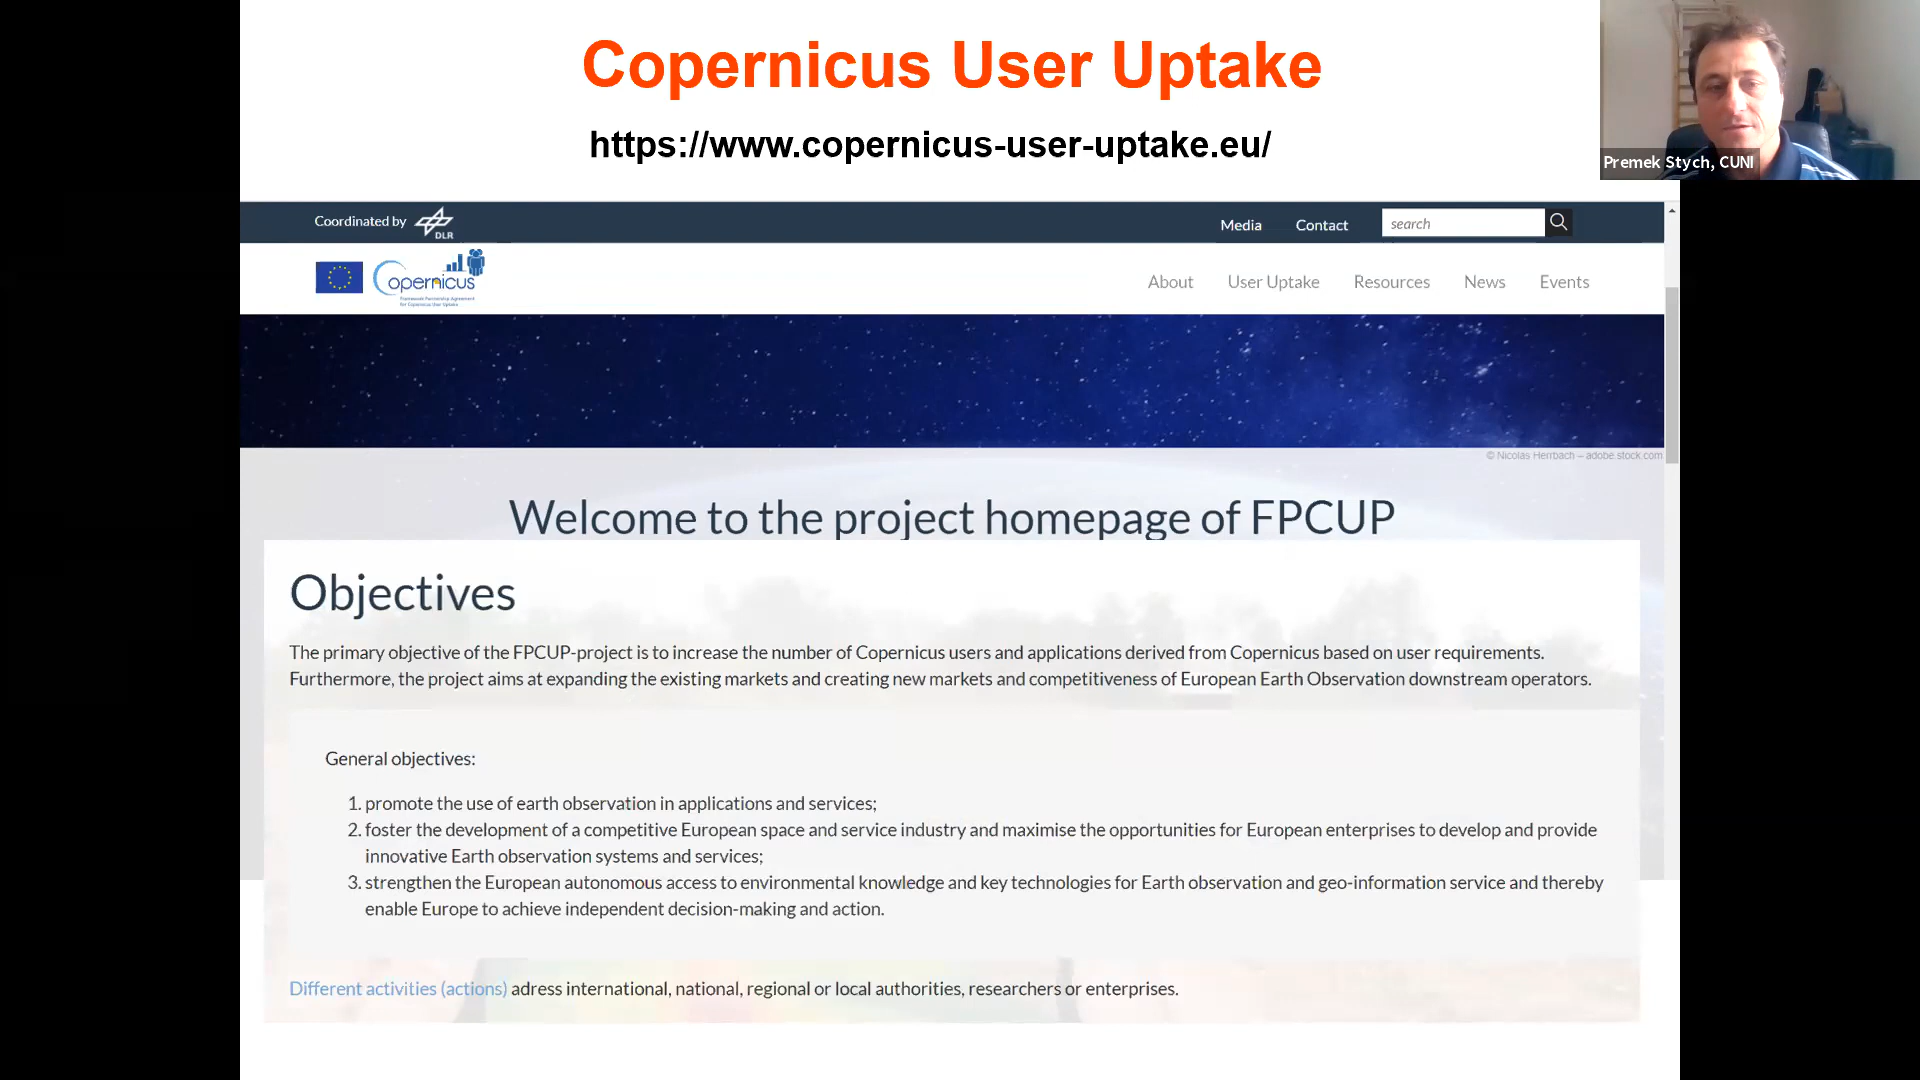 Copernicus User Uptake
https://www.copernicus-user-uptake.eu/
Premek Stych, CUNI
Coordinated by
DLR
Media
Contact
search
Copernicus
Framework Partnership Agreement
for Copernicus User Uptake
About
User Uptake
Resources
News
Events
© Nicolas Herrbach – adobe.stock.com
Welcome to the project homepage of FPCUP
Objectives
The primary objective of the FPCUP-project is to increase the number of Copernicus users and applications derived from Copernicus based on user requirements.
Furthermore, the project aims at expanding the existing markets and creating new markets and competitiveness of European Earth Observation downstream operators.
General objectives:
1. promote the use of earth observation in applications and services;
2. foster the development of a competitive European space and service industry and maximise the opportunities for European enterprises to develop and provide
innovative Earth observation systems and services;
3. strengthen the European autonomous access to environmental knowledge and key technologies for Earth observation and geo-information service and thereby
enable Europe to achieve independent decision-making and action.
Different activities (actions) adress international, national, regional or local authorities, researchers or enterprises.